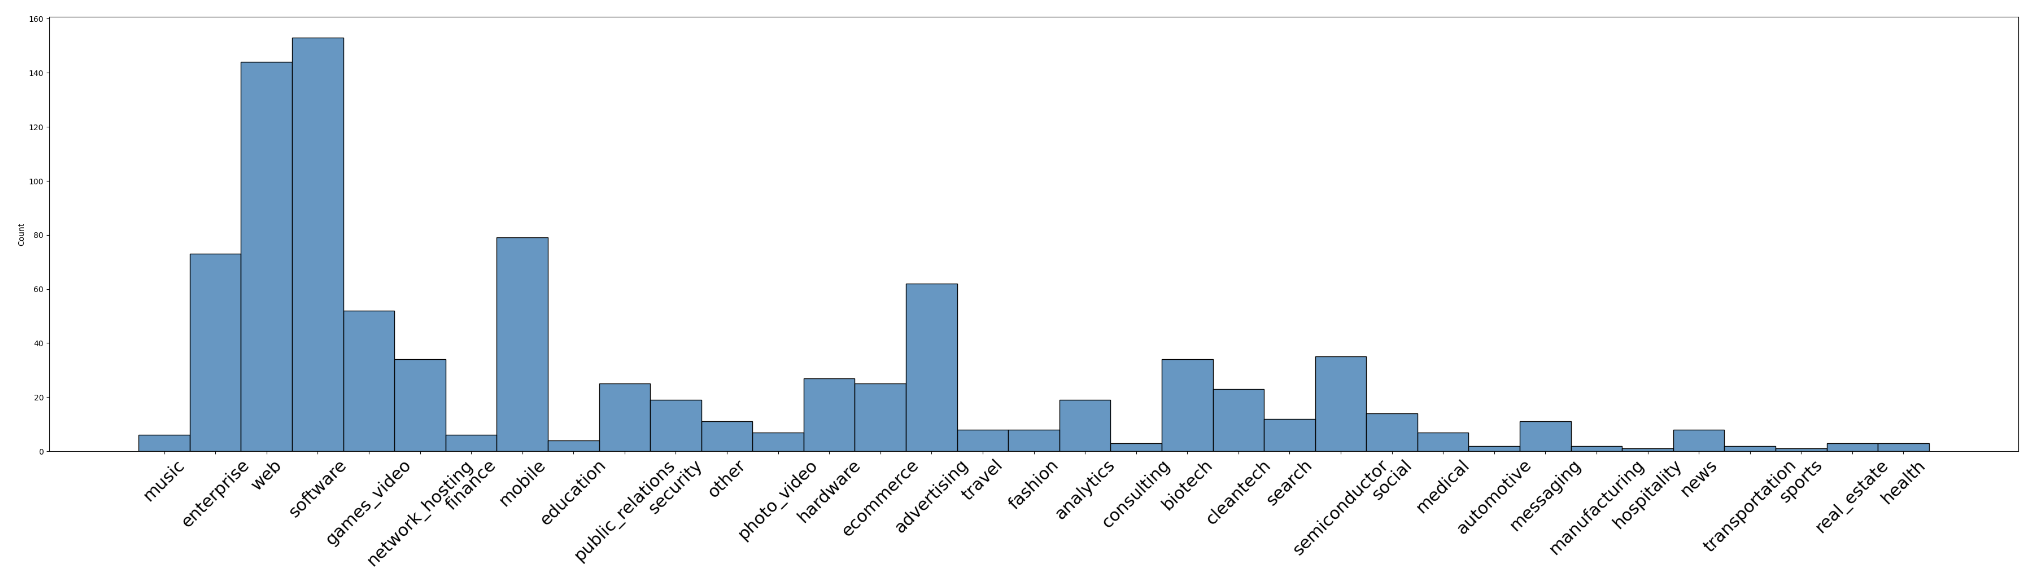 160
140
120
100
80
60
40
20
0
Count
music
enterprise
web
software
games_video
network_hosting
finance
mobile
education
public_relations
security
other
photo_video
hardware
ecommerce
advertising
travel
fashion
analytics
consulting
biotech
cleantech
search
semiconductor
social
medical
automotive
messaging
manufacturing
hospitality
news
transportation
sports
real_estate
health